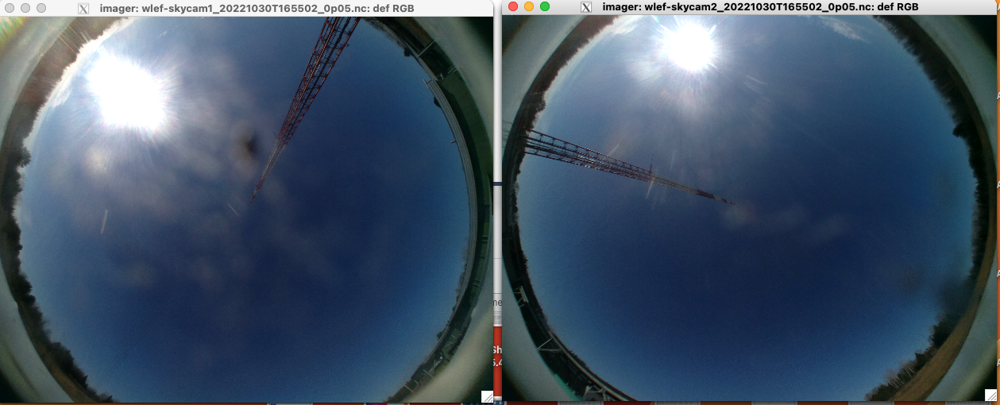 imager: wlef-skycam1_20221030T165502_0p05.nc: def RGB
imager: wlef-skycam2_20221030T165502_0p05.nc: def RGB